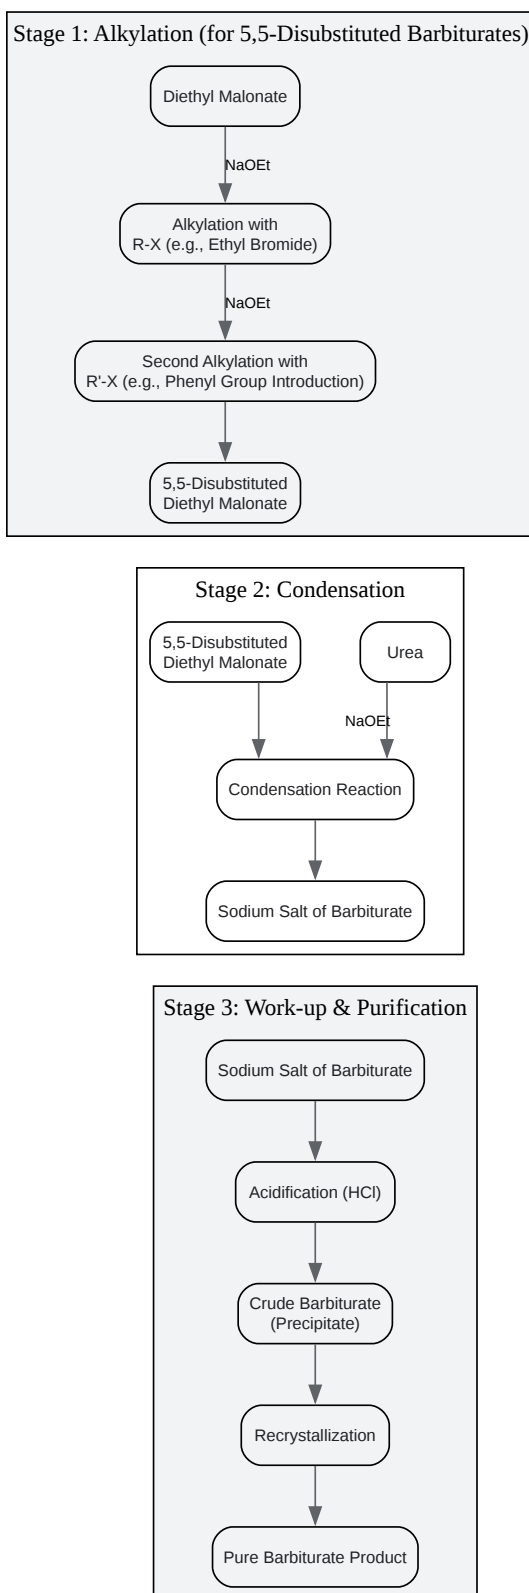 Stage 1: Alkylation (for 5,5-Disubstituted Barbiturates)
Diethyl Malonate
NaOEt
Alkylation with
R-X (e.g., Ethyl Bromide)
NaOEt
Second Alkylation with
R'-X (e.g., Phenyl Group Introduction)
5,5-Disubstituted
Diethyl Malonate
Stage 2: Condensation
5,5-Disubstituted
Diethyl Malonate
Urea
NaOEt
Condensation Reaction
Sodium Salt of Barbiturate
Stage 3: Work-up & Purification
Sodium Salt of Barbiturate
Acidification (HCl)
Crude Barbiturate
(Precipitate)
Recrystallization
Pure Barbiturate Product